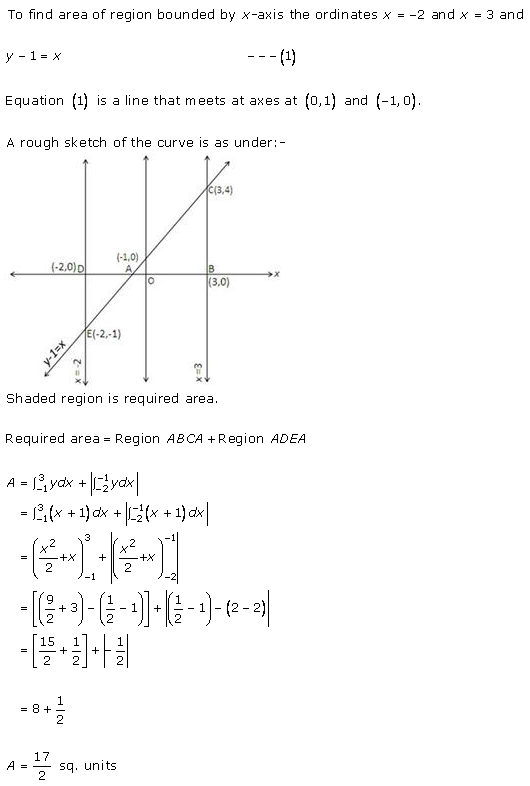 To find area of region bounded by x-axis the ordinates x = -2 and x = 3 and
y - 1 = x                    - - - (1)
Equation (1) is a line that meets at axes at (0,1) and (-1,0).
A rough sketch of the curve is as under:-
C(3,4)
(-1,0)
(-2,0) D A B x
O (3,0)
E(-2,-1)
y-1=x
x = -2
x = 3
Shaded region is required area.
Required area = Region ABCA + Region ADEA
A = ∫_{-1}^{3} ydx + |∫_{-2}^{-1} ydx|
= ∫_{-1}^{3} (x + 1) dx + |∫_{-2}^{-1} (x + 1) dx|
= (x²/2 + x)_{-1}^{3} + |(x²/2 + x)_{-2}^{-1}|
= [(9/2 + 3) - (1/2 - 1)] + |(1/2 - 1) - (2 - 2)|
= [15/2 + 1/2] + |-1/2|
= 8 + 1/2
A = 17/2 sq. units